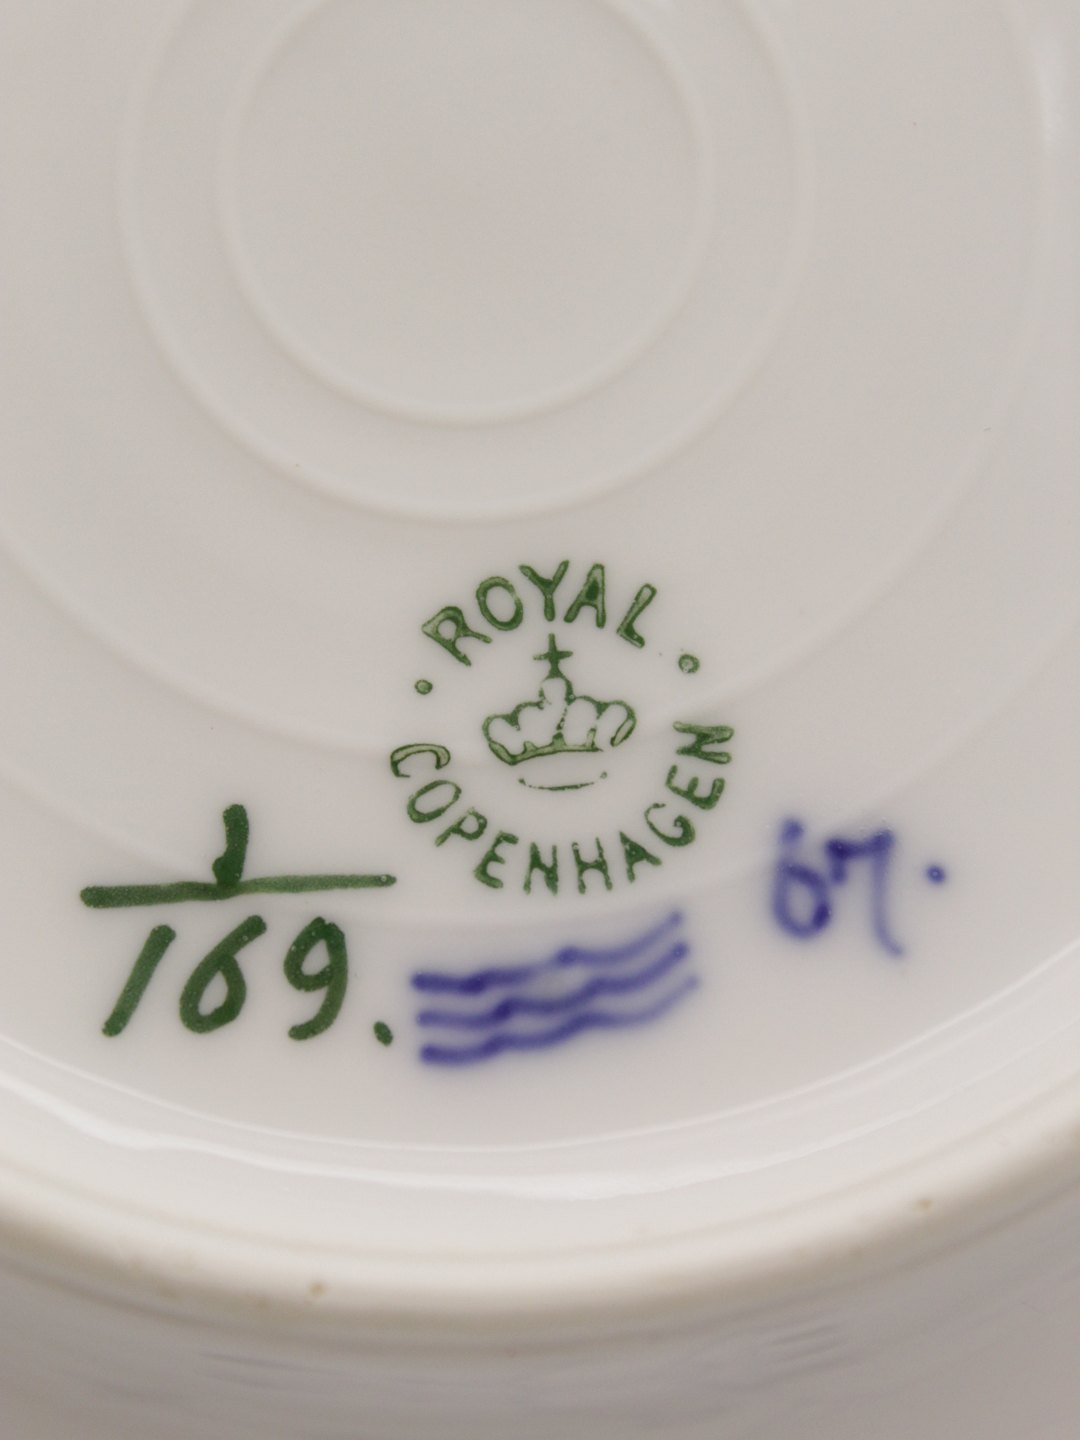 ROYAL
COPENHAGEN
1
169.
67.